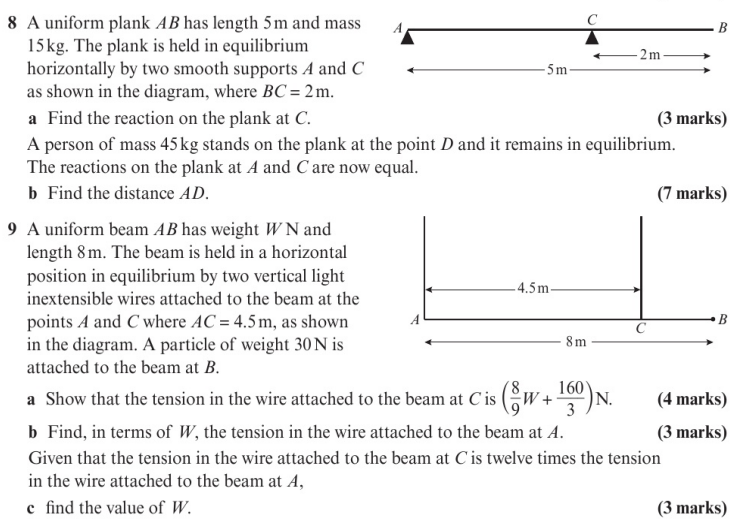 8 A uniform plank AB has length 5 m and mass
15 kg. The plank is held in equilibrium
horizontally by two smooth supports A and C
as shown in the diagram, where BC = 2 m.
A
C
B
2 m
5 m
a Find the reaction on the plank at C. (3 marks)
A person of mass 45 kg stands on the plank at the point D and it remains in equilibrium.
The reactions on the plank at A and C are now equal.
b Find the distance AD. (7 marks)
9 A uniform beam AB has weight W N and
length 8 m. The beam is held in a horizontal
position in equilibrium by two vertical light
inextensible wires attached to the beam at the
points A and C where AC = 4.5 m, as shown
in the diagram. A particle of weight 30 N is
attached to the beam at B.
4.5 m
A
C
B
8 m
a Show that the tension in the wire attached to the beam at C is (8/9 W + 160/3) N. (4 marks)
b Find, in terms of W, the tension in the wire attached to the beam at A. (3 marks)
Given that the tension in the wire attached to the beam at C is twelve times the tension
in the wire attached to the beam at A,
c find the value of W. (3 marks)